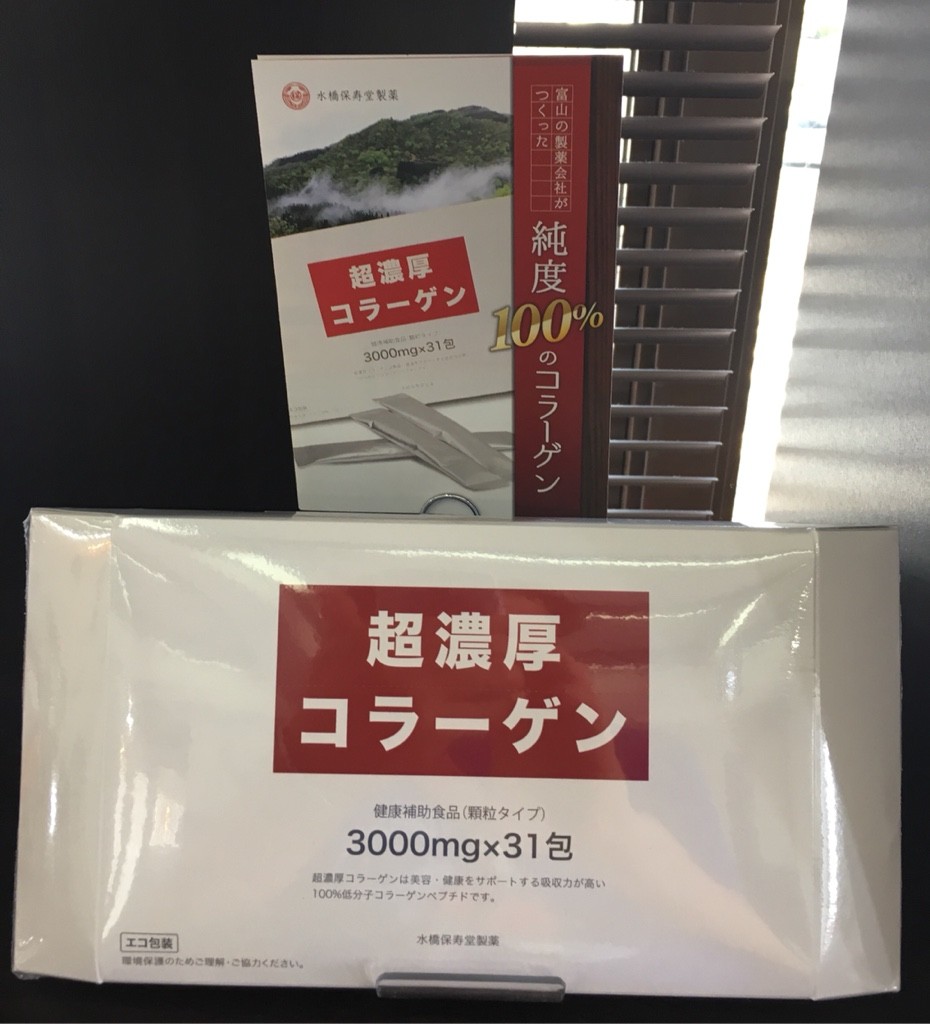 水橋保寿堂製薬
富山の製薬会社が
つくった
純度
100%
のコラーゲン
超濃厚
コラーゲン
3000mg×31包
超濃厚
コラーゲン
健康補助食品(顆粒タイプ)
3000mg×31包
超濃厚コラーゲンは美容・健康をサポートする吸収力が高い
100%低分子コラーゲンペプチドです。
水橋保寿堂製薬
エコ包装
環境保護のためご理解・ご協力ください。